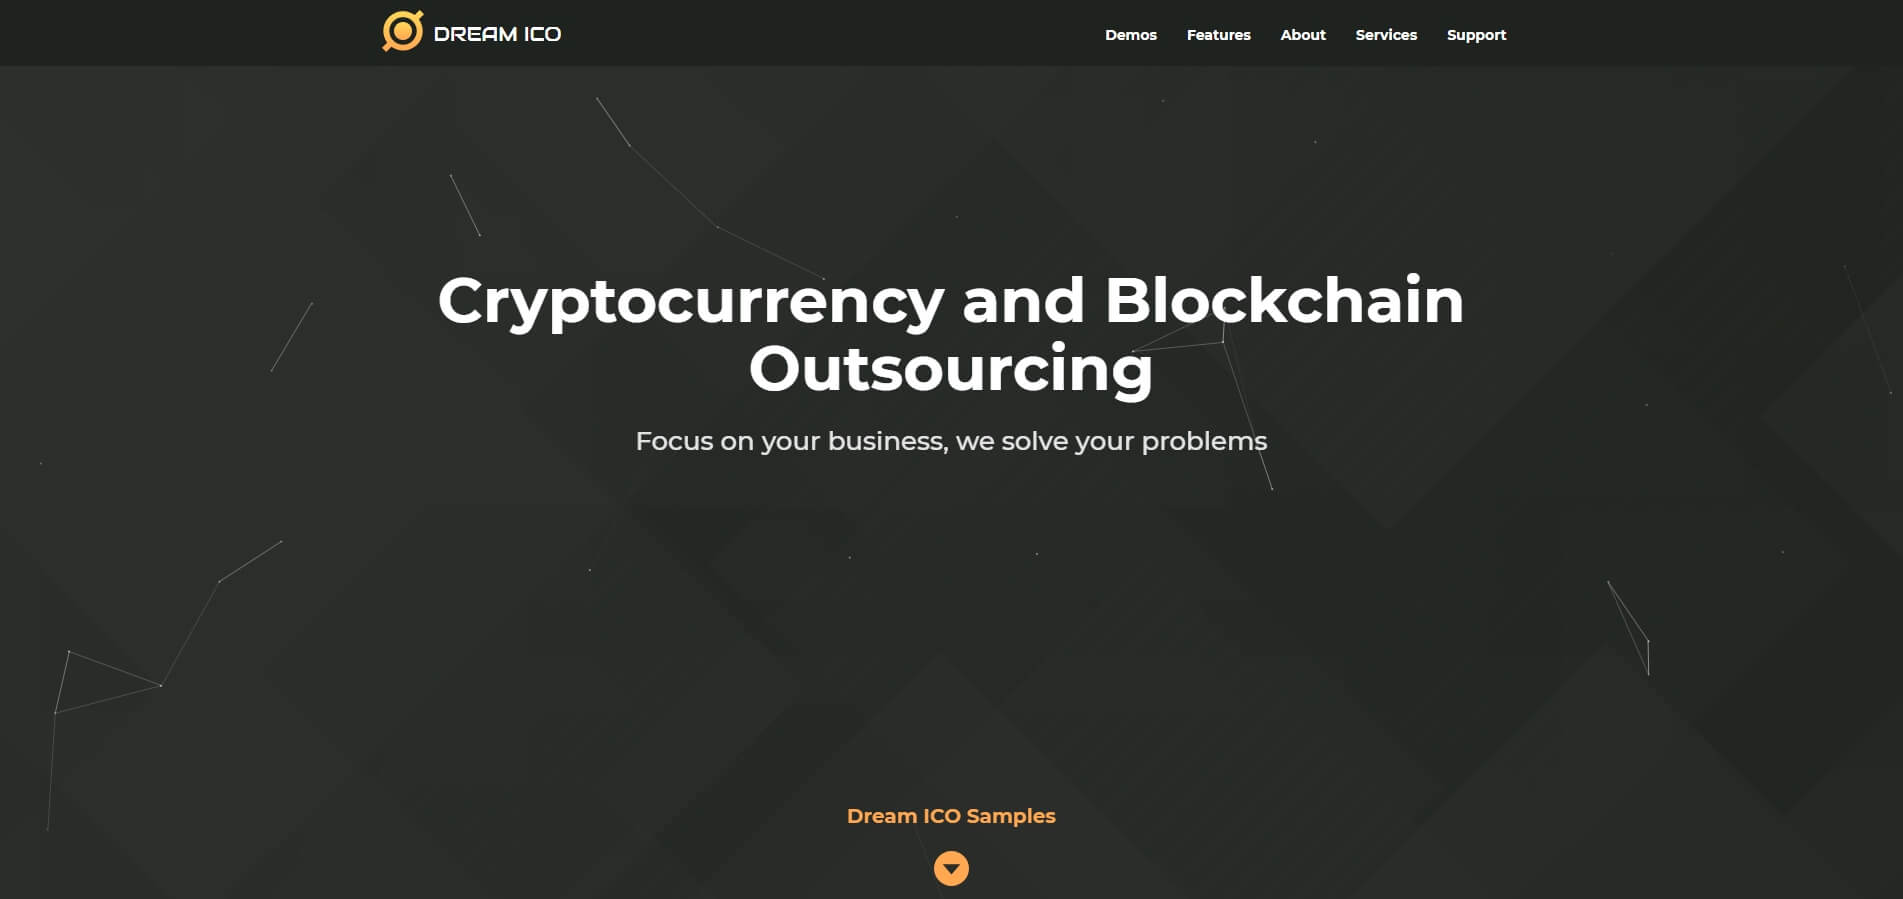 DREAM ICO
Demos Features About Services Support
Cryptocurrency and Blockchain
Outsourcing
Focus on your business, we solve your problems
Dream ICO Samples